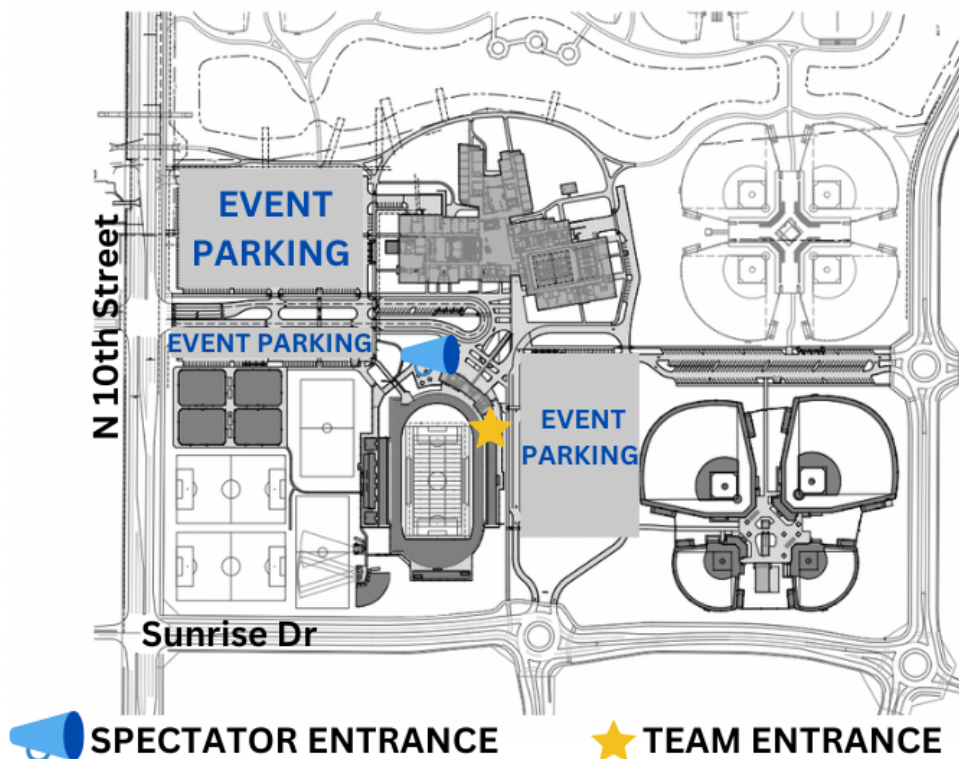 EVENT
PARKING
N 10th Street
EVENT PARKING
EVENT
PARKING
Sunrise Dr
SPECTATOR ENTRANCE
TEAM ENTRANCE